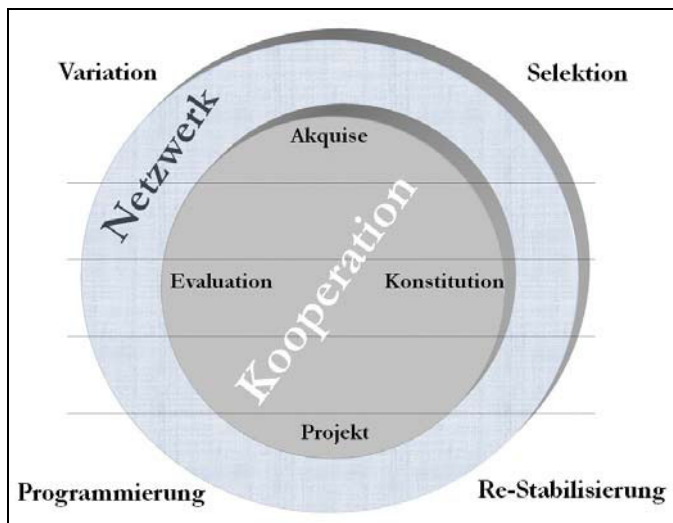 Variation
Selektion
Netzwerk
Akquise
Kooperation
Evaluation
Konstitution
Projekt
Programmierung
Re-Stabilisierung